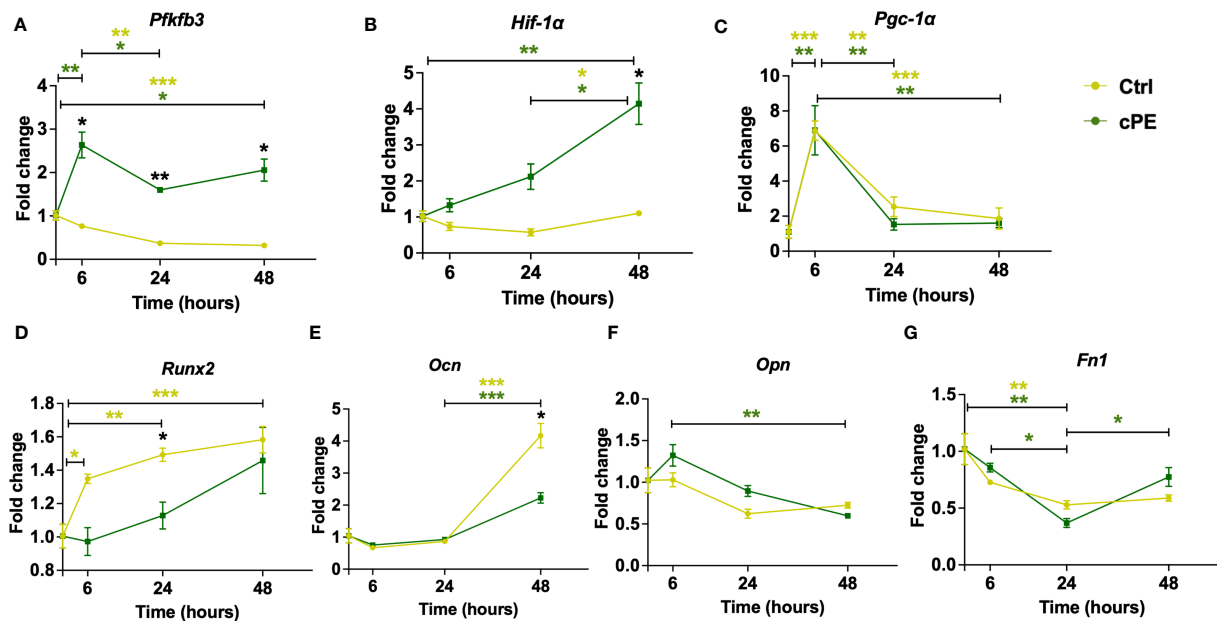 A
Pfkfb3
**
*
**
***
*
*
**
*
4
3
2
1
0
Fold change
6
24
48
Time (hours)
B
Hif-1α
**
*
*
*
5
4
3
2
1
0
Fold change
6
24
48
Time (hours)
C
Pgc-1α
***
**
**
**
***
**
10
8
6
4
2
0
Fold change
6
24
48
Time (hours)
Ctrl
cPE
D
Runx2
***
**
*
*
1.8
1.6
1.4
1.2
1.0
0.8
Fold change
6
24
48
Time (hours)
E
Ocn
***
***
*
5
4
3
2
1
0
Fold change
6
24
48
Time (hours)
F
Opn
**
2.0
1.5
1.0
0.5
0.0
Fold change
6
24
48
Time (hours)
G
Fn1
**
**
*
*
1.5
1.0
0.5
0.0
Fold change
6
24
48
Time (hours)